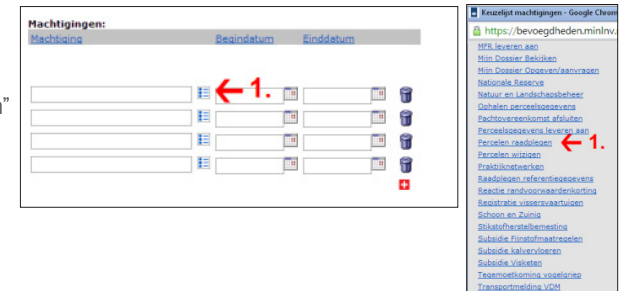 Machtigingen:
Machtiging Begindatum Einddatum
n"
1.
Keuzelijst machtigingen - Google Chrom
https://bevoegdheden.minlnv.
MFR leveren aan
Mijn Dossier Bekijken
Mijn Dossier Opgeven/aanvragen
Nationale Reserve
Natuur en Landschapsbeheer
Ophalen perceelsgegevens
Pachtovereenkomst afsluiten
Perceelsgegevens leveren aan
Percelen raadplegen 1.
Percelen wijzigen
Praktijknetwerken
Raadplegen referentiegegevens
Reactie randvoorwaardenkorting
Registratie vissersvaartuigen
Schoon en Zuinig
Stikstofherstelbemesting
Subsidie Fijnstofmaatregelen
Subsidie kalvervloeren
Subsidie Visketen
Tegemoetkoming vogelgriep
Transportmelding VDM